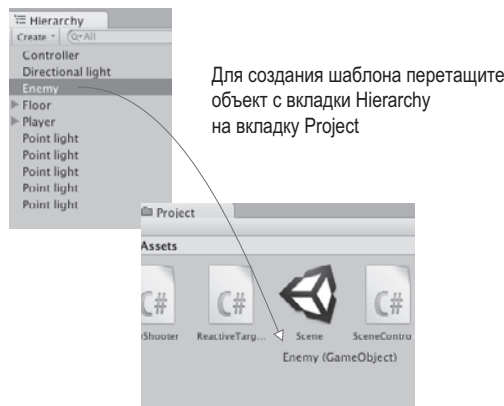 Hierarchy
Create
All
Controller
Directional light
Enemy
Floor
Player
Point light
Point light
Point light
Point light
Point light
Для создания шаблона перетащите
объект с вкладки Hierarchy
на вкладку Project
Project
Assets
C# C# C#
rShooter ReactiveTarg... Scene SceneContro
Enemy (GameObject)